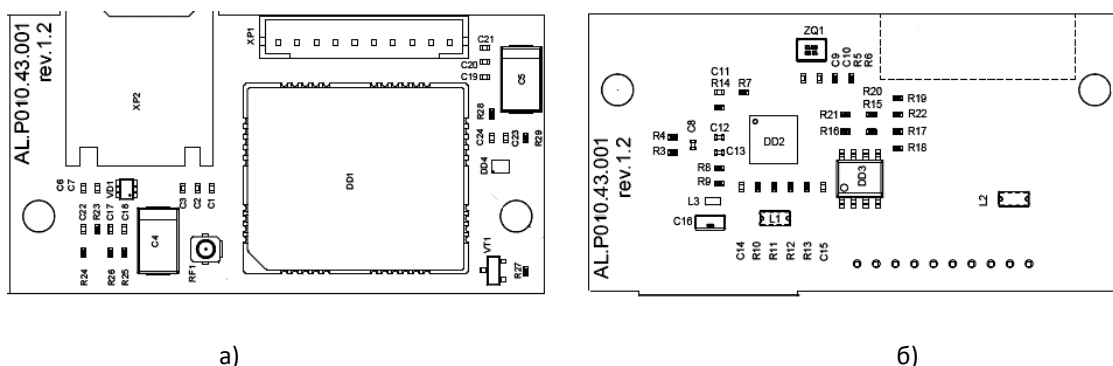 AL.P010.43.001
rev.1.2
XP2
XP1
C21
C20
C19
C5
R28
C24
C23
R29
DD4
DD1
C6
C7
VD1
C3
C2
C1
C22
R23
C17
C18
C4
RF1
R24
R26
R25
VT1
R27
а)
AL.P010.43.001
rev.1.2
ZQ1
C9
C10
R5
R6
C11
R14
R7
R20
R15
R19
R21
R22
R16
R17
R18
R4
R3
C8
C12
C13
DD2
DD3
R8
R9
L3
C16
L1
L2
C14
R10
R11
R12
R13
C15
б)